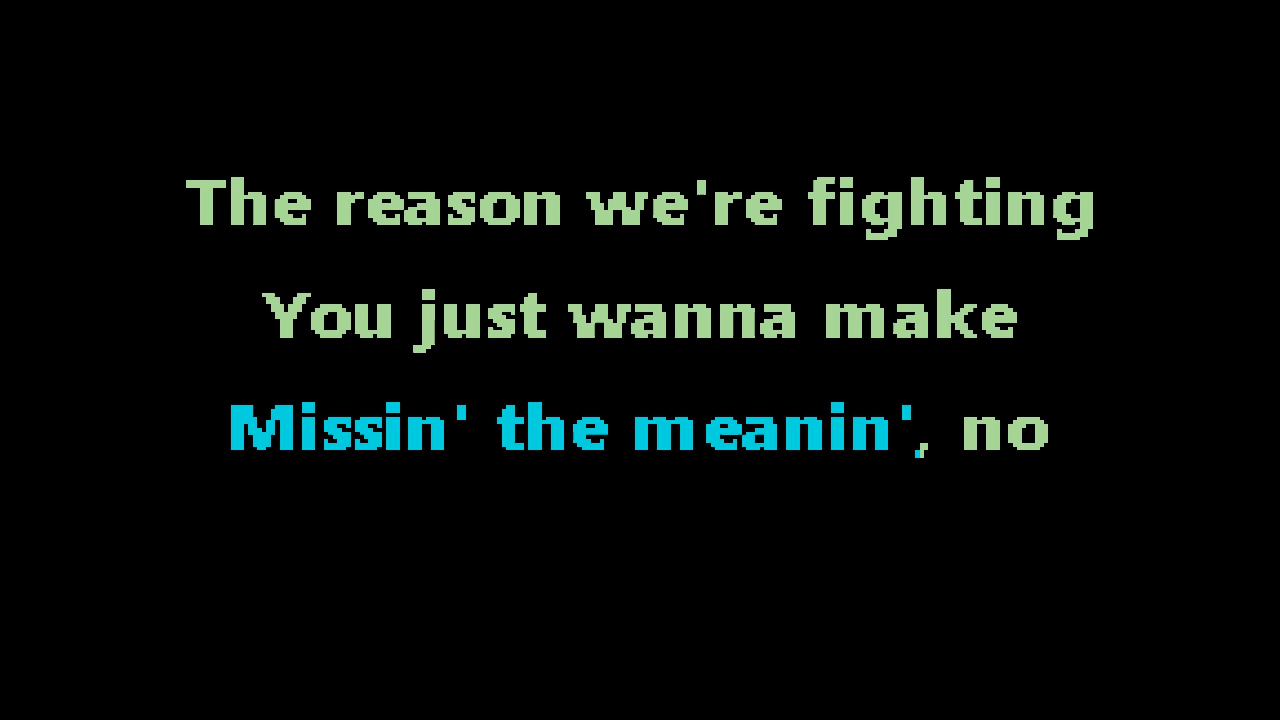 The reason we're fighting
You just wanna make
Missin' the meanin', no